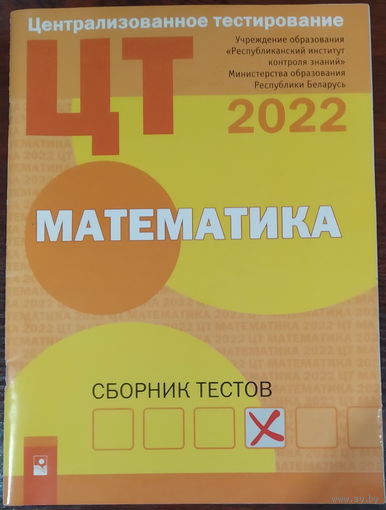 Централизованное тестирование
ЦТ
Учреждение образования
«Республиканский институт
контроля знаний»
Министерства образования
Республики Беларусь
2022
МАТЕМАТИКА
СБОРНИК ТЕСТОВ